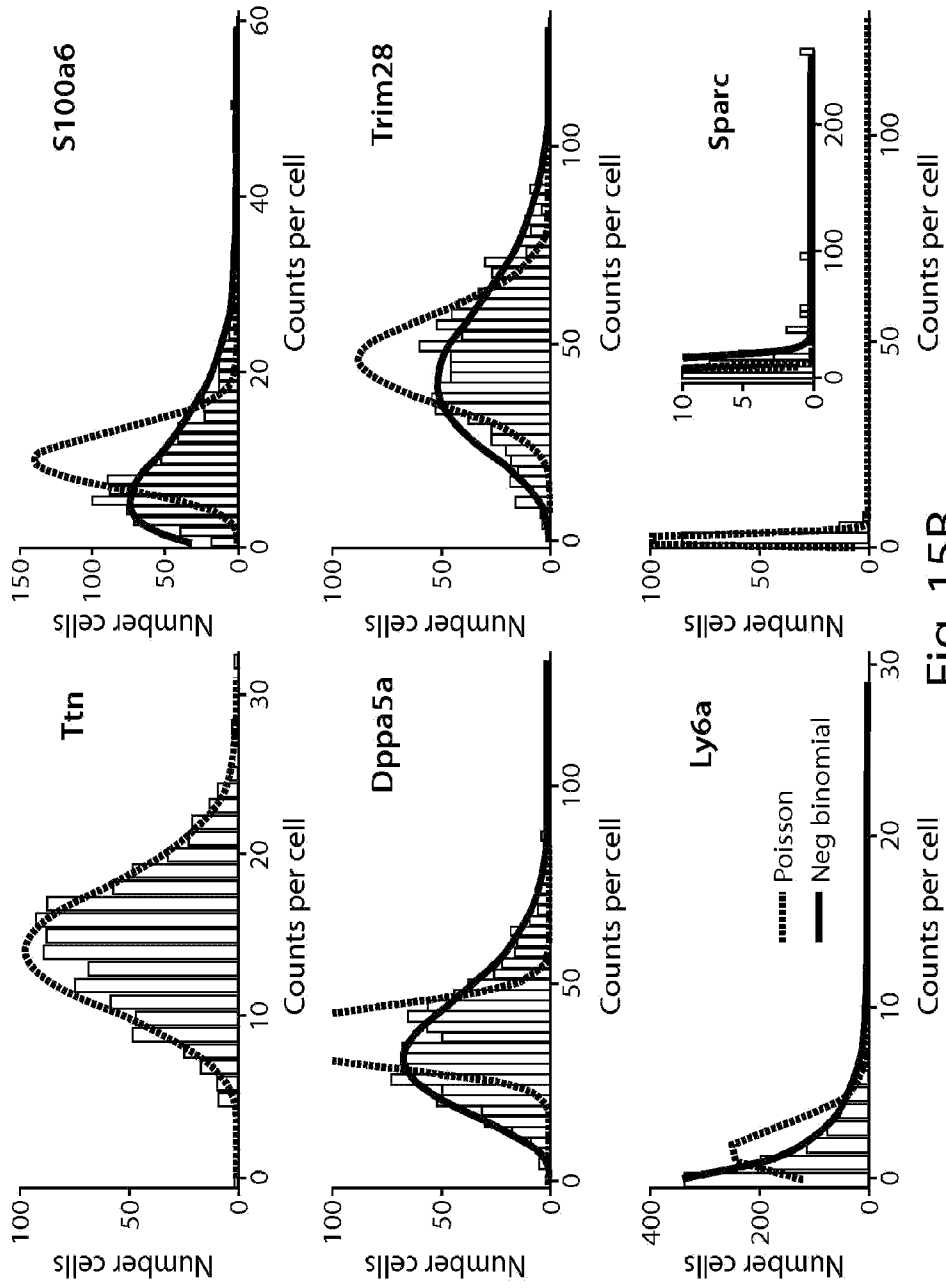 Ttn
Number cells
100
50
0
0
10
20
30
Counts per cell
S100a6
Number cells
150
100
50
0
0
20
40
60
Counts per cell
Dppa5a
Number cells
100
50
0
0
50
100
Counts per cell
Trim28
Number cells
100
50
0
0
50
100
Counts per cell
Ly6a
Number cells
400
200
0
0
10
20
30
Counts per cell
Poisson
Neg binomial
Sparc
Number cells
100
50
0
0
50
100
Counts per cell
10
5
0
0
100
200
Fig. 15B